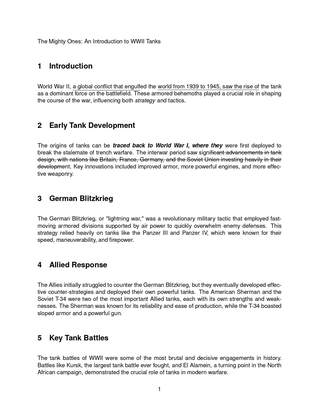 The Mighty Ones: An Introduction to WWII Tanks
1 Introduction
World War II, a global conflict that engulfed the world from 1939 to 1945, saw the rise of the tank
as a dominant force on the battlefield. These armored behemoths played a crucial role in shaping
the course of the war, influencing both strategy and tactics.
2 Early Tank Development
The origins of tanks can be traced back to World War I, where they were first deployed to
break the stalemate of trench warfare. The interwar period saw significant advancements in tank
design, with nations like Britain, France, Germany, and the Soviet Union investing heavily in their
development. Key innovations included improved armor, more powerful engines, and more effec-
tive weaponry.
3 German Blitzkrieg
The German Blitzkrieg, or "lightning war," was a revolutionary military tactic that employed fast-
moving armored divisions supported by air power to quickly overwhelm enemy defenses. This
strategy relied heavily on tanks like the Panzer III and Panzer IV, which were known for their
speed, maneuverability, and firepower.
4 Allied Response
The Allies initially struggled to counter the German Blitzkrieg, but they eventually developed effec-
tive counter-strategies and deployed their own powerful tanks. The American Sherman and the
Soviet T-34 were two of the most important Allied tanks, each with its own strengths and weak-
nesses. The Sherman was known for its reliability and ease of production, while the T-34 boasted
sloped armor and a powerful gun.
5 Key Tank Battles
The tank battles of WWII were some of the most brutal and decisive engagements in history.
Battles like Kursk, the largest tank battle ever fought, and El Alamein, a turning point in the North
African campaign, demonstrated the crucial role of tanks in modern warfare.
1